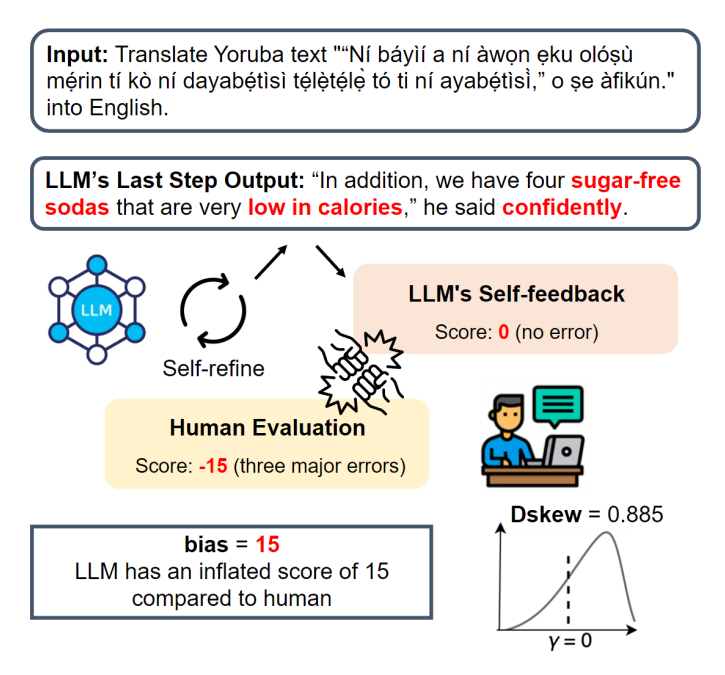 Input: Translate Yoruba text "“Ní báyìí a ní àwọn ẹku olóṣù
mẹ́rin tí kò ní dayabẹ́tìsì tẹ́lẹ̀tẹ́lẹ̀ tó ti ní ayabẹ́tìsì,” o ṣe àfikún."
into English.
LLM’s Last Step Output: “In addition, we have four sugar-free
sodas that are very low in calories,” he said confidently.
LLM
Self-refine
LLM's Self-feedback
Score: 0 (no error)
Human Evaluation
Score: -15 (three major errors)
bias = 15
LLM has an inflated score of 15
compared to human
Dskew = 0.885
γ = 0